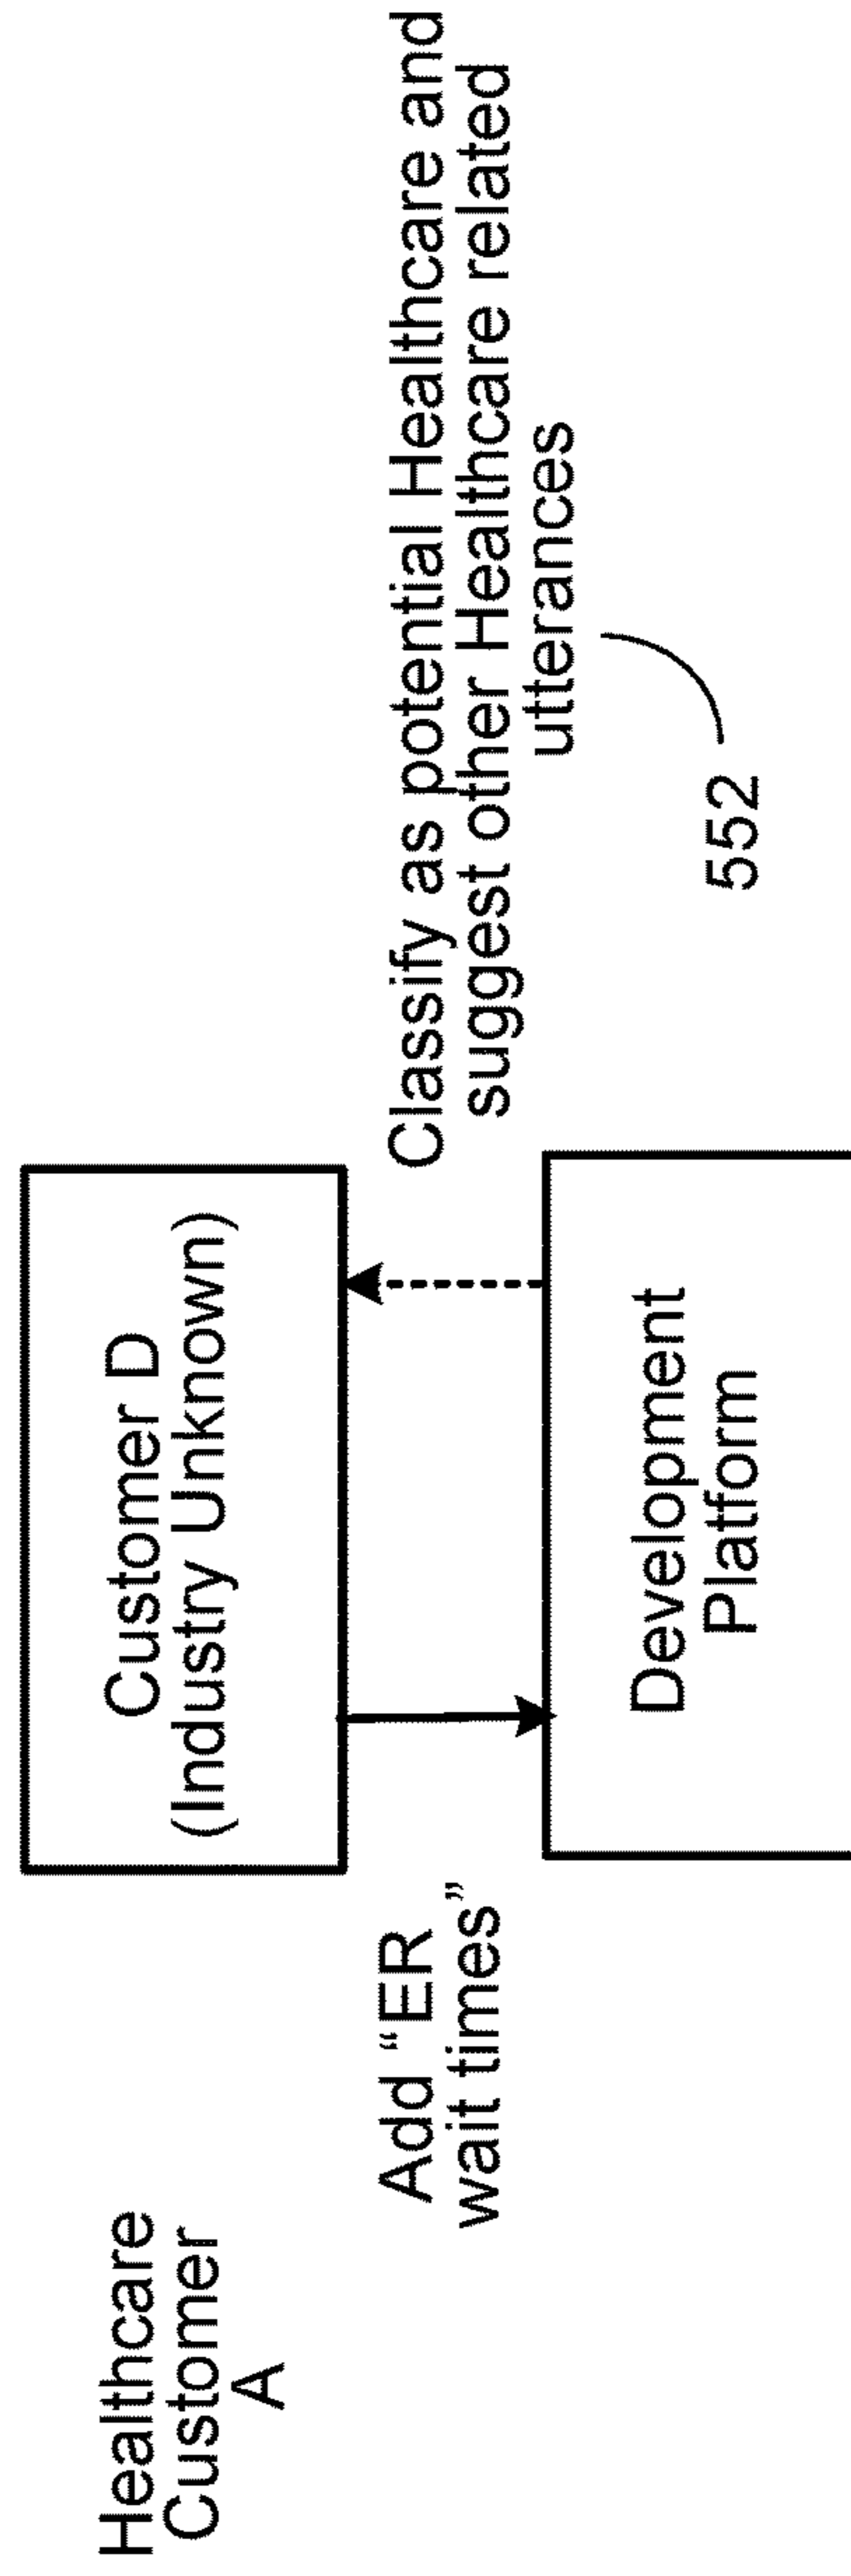 Healthcare
Customer
A
Add “ER
wait times”
Customer D
(Industry Unknown)
Development
Platform
Classify as potential Healthcare and
suggest other Healthcare related
utterances
552